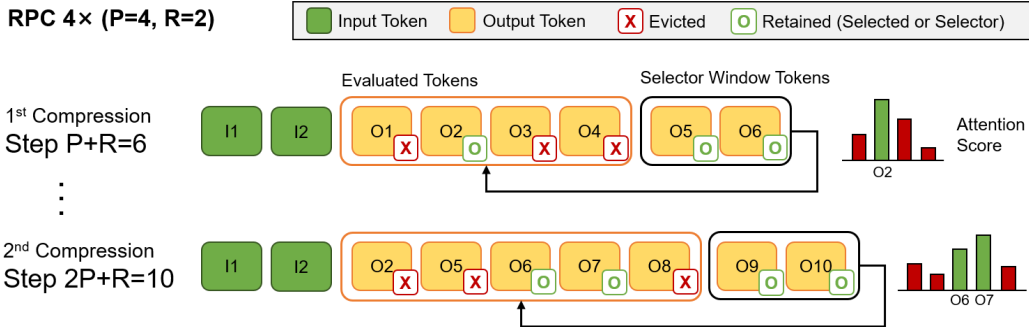 RPC 4× (P=4, R=2)
Input Token Output Token X Evicted O Retained (Selected or Selector)
Evaluated Tokens Selector Window Tokens
1st Compression
Step P+R=6
I1 I2 O1 X O2 O O3 X O4 X O5 O O6 O
Attention
Score
O2
2nd Compression
Step 2P+R=10
I1 I2 O2 X O5 X O6 O O7 O O8 X O9 O O10 O
O6 O7